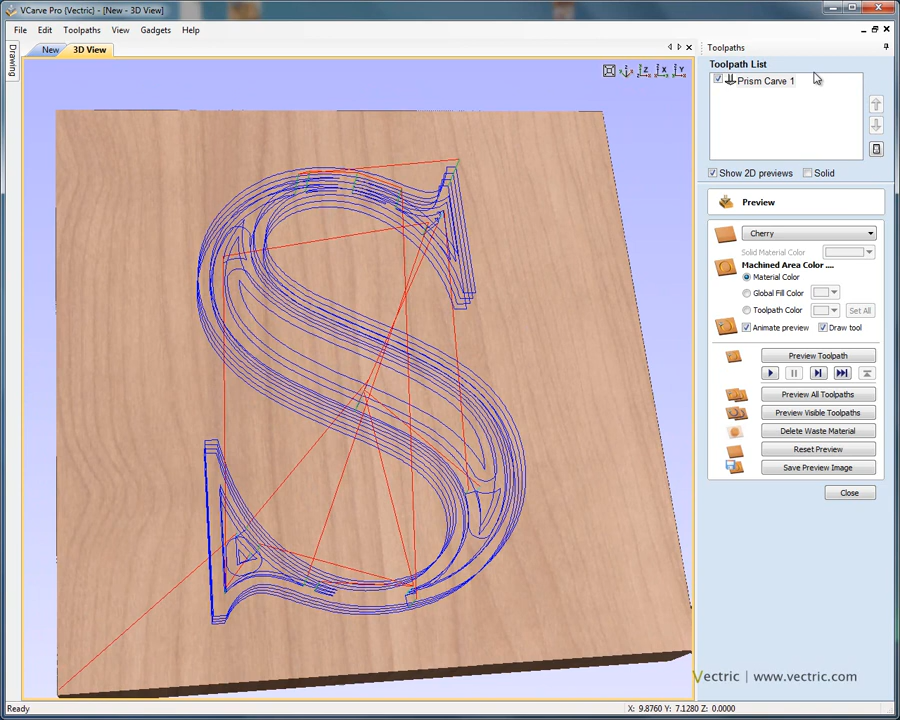 VCarve Pro {Vectric} - [New - 3D View]
File Edit Toolpaths View Gadgets Help
Drawing
New 3D View
Z X Y
Toolpaths
Toolpath List
Prism Carve 1
Show 2D previews Solid
Preview
Cherry
Solid Material Color
Machined Area Color ....
Material Color
Global Fill Color
Toolpath Color Set All
Animate preview Draw tool
Preview Toolpath
Preview All Toolpaths
Preview Visible Toolpaths
Delete Waste Material
Reset Preview
Save Preview Image
Close
Vectric | www.vectric.com
Ready X: 9.8760 Y: 7.1280 Z: 0.0000